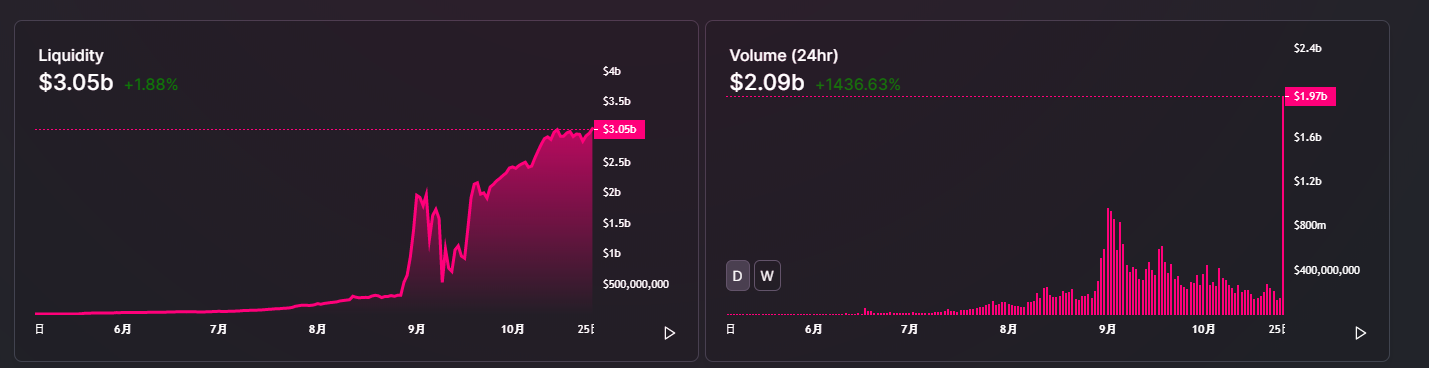 Liquidity
$3.05b +1.88%
$4b
$3.5b
$3.05b
$2.5b
$2b
$1.5b
$1b
$500,000,000
日 6月 7月 8月 9月 10月 25日
Volume (24hr)
$2.09b +1436.63%
$2.4b
$1.97b
$1.6b
$1.2b
$800m
$400,000,000
D W
日 6月 7月 8月 9月 10月 25日